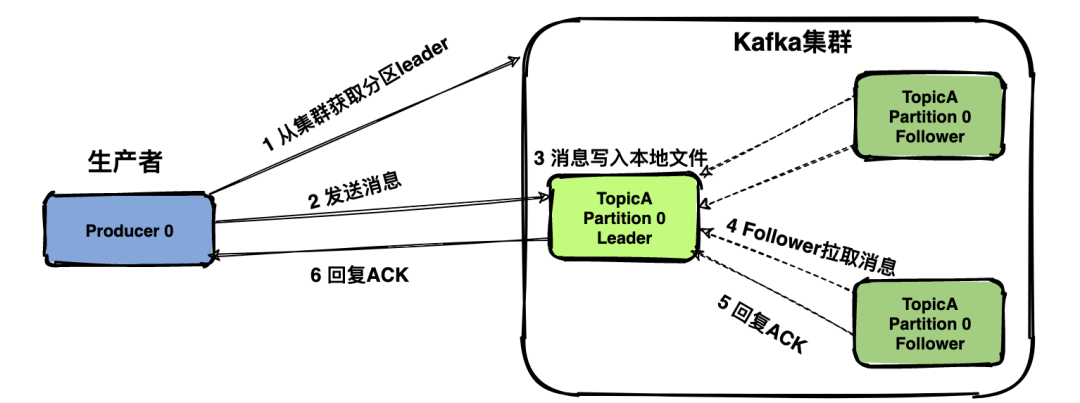 Kafka集群
1 从集群获取分区leader
TopicA
Partition 0
Follower
生产者
3 消息写入本地文件
2 发送消息
Producer 0
TopicA
Partition 0
Leader
4 Follower拉取消息
6 回复ACK
5 回复ACK
TopicA
Partition 0
Follower